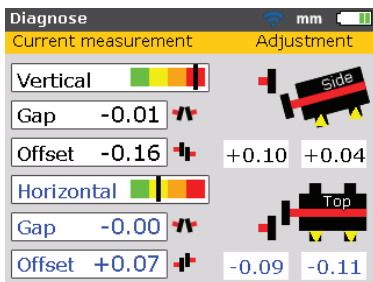 Diagnose mm
Current measurement Adjustment
Vertical
Side
Gap -0.01
Offset -0.16 +0.10 +0.04
Horizontal
Top
Gap -0.00
Offset +0.07 -0.09 -0.11